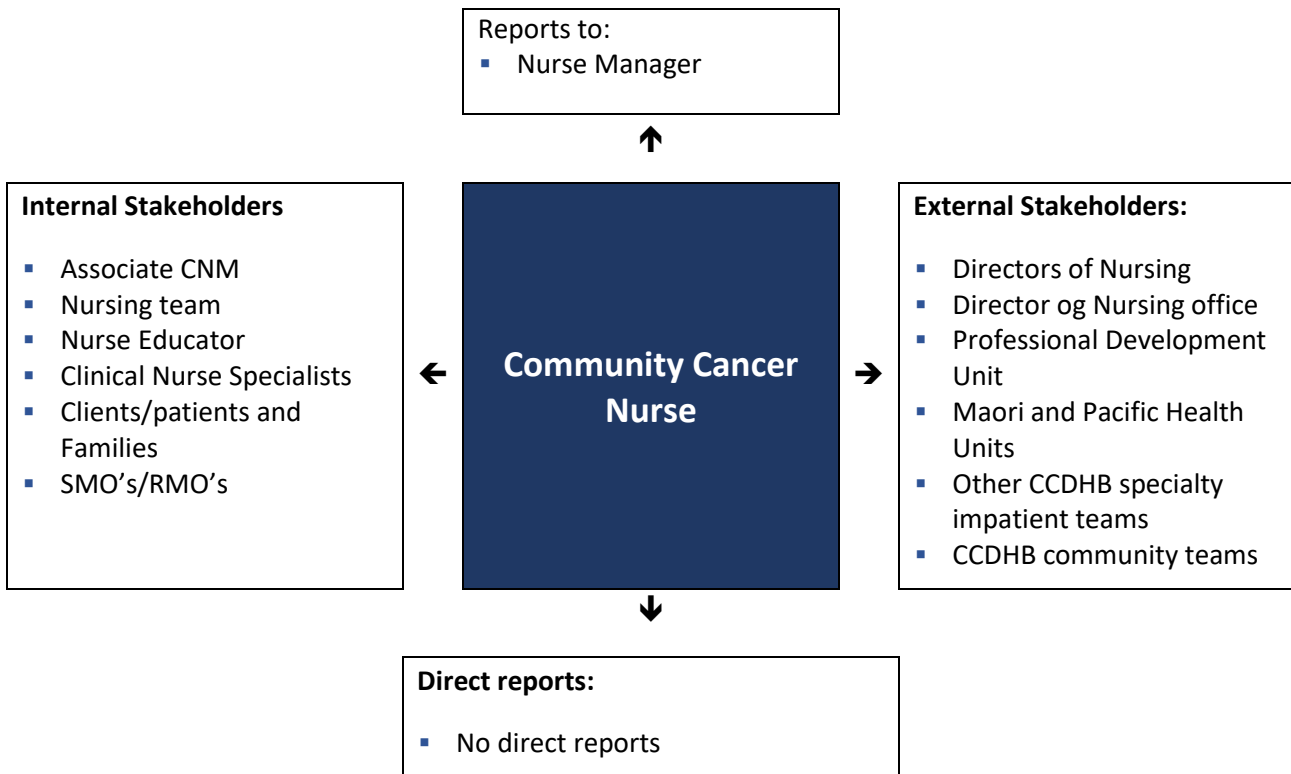 Reports to:
▪ Nurse Manager
Internal Stakeholders
▪ Associate CNM
▪ Nursing team
▪ Nurse Educator
▪ Clinical Nurse Specialists
▪ Clients/patients and
Families
▪ SMO’s/RMO’s
Community Cancer
Nurse
External Stakeholders:
▪ Directors of Nursing
▪ Director og Nursing office
▪ Professional Development
Unit
▪ Maori and Pacific Health
Units
▪ Other CCDHB specialty
impatient teams
▪ CCDHB community teams
Direct reports:
▪ No direct reports